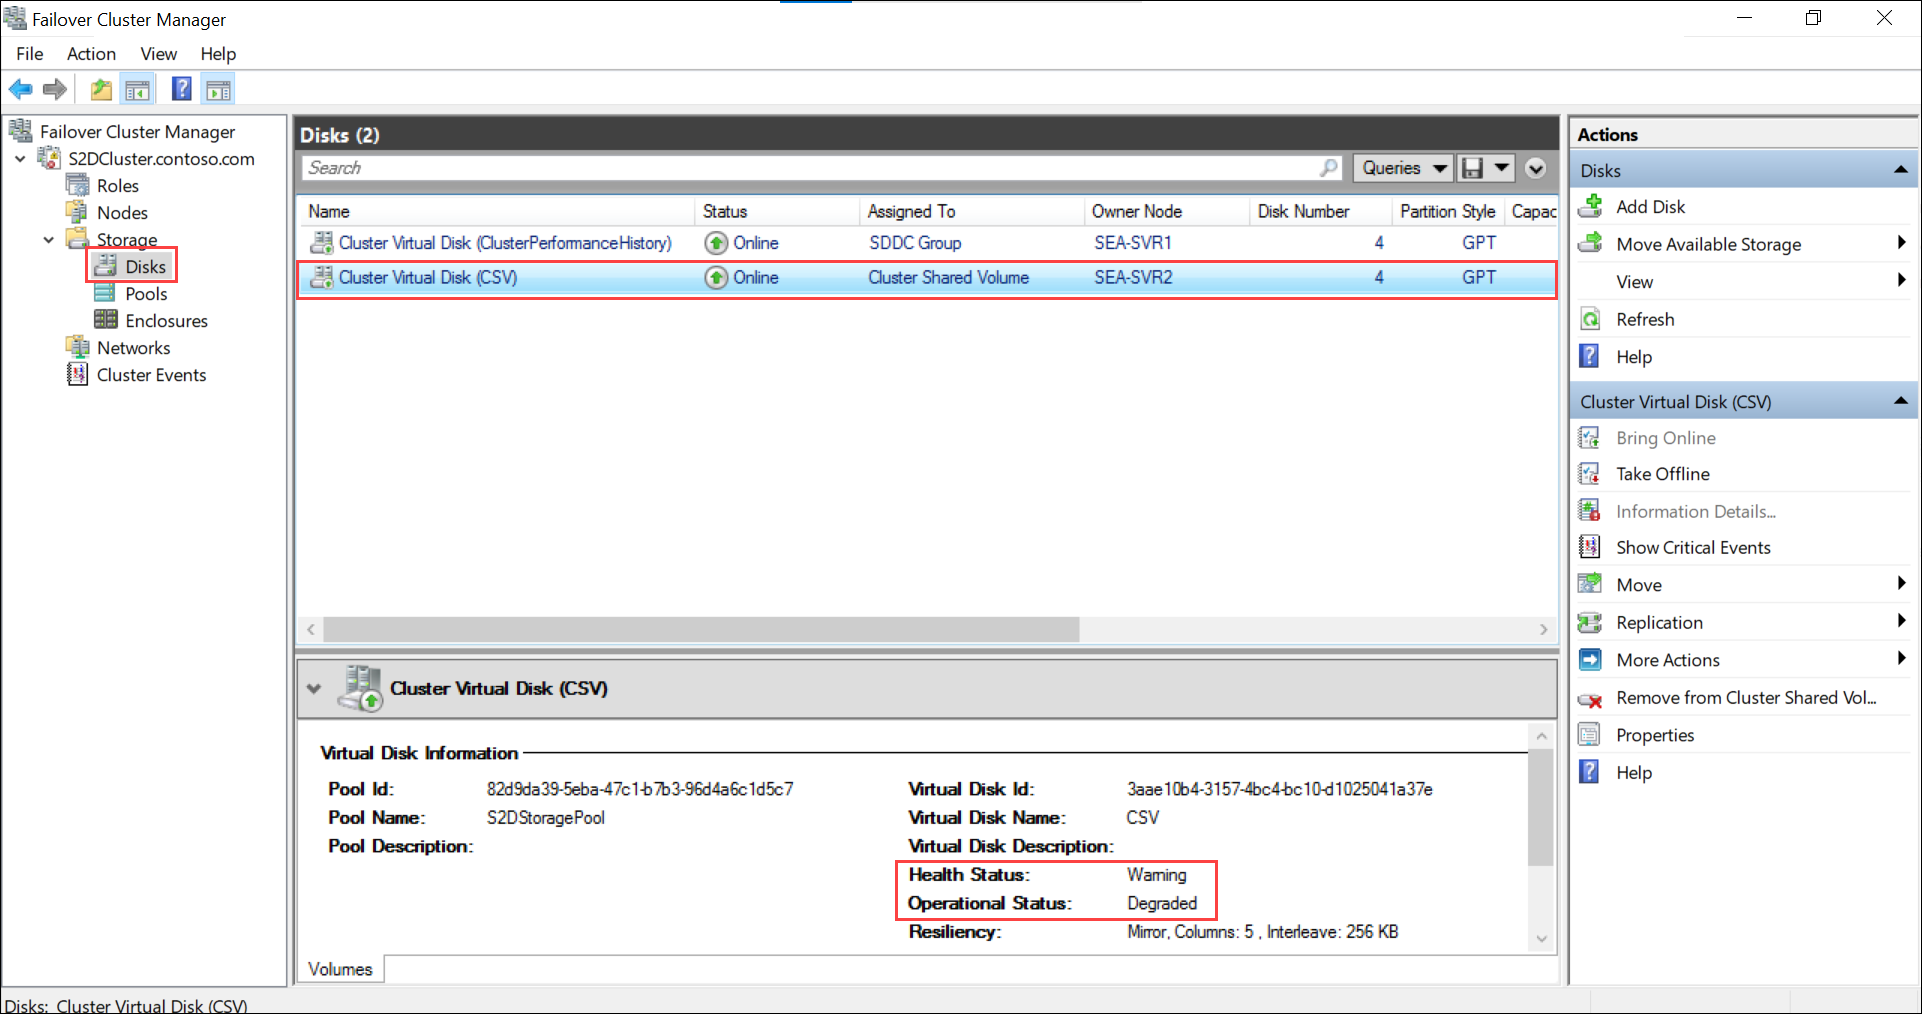 Failover Cluster Manager
File Action View Help
Failover Cluster Manager
S2DCluster.contoso.com
Roles
Nodes
Storage
Disks
Pools
Enclosures
Networks
Cluster Events
Disks (2)
Search
Queries
Name Status Assigned To Owner Node Disk Number Partition Style Capac
Cluster Virtual Disk (ClusterPerformanceHistory) Online SDDC Group SEA-SVR1 4 GPT
Cluster Virtual Disk (CSV) Online Cluster Shared Volume SEA-SVR2 4 GPT
Cluster Virtual Disk (CSV)
Virtual Disk Information
Pool Id: 82d9da39-5eba-47c1-b7b3-96d4a6c1d5c7 Virtual Disk Id: 3aae10b4-3157-4bc4-bc10-d1025041a37e
Pool Name: S2DStoragePool Virtual Disk Name: CSV
Pool Description: Virtual Disk Description:
Health Status: Warning
Operational Status: Degraded
Resiliency: Mirror, Columns: 5 , Interleave: 256 KB
Volumes
Actions
Disks
Add Disk
Move Available Storage
View
Refresh
Help
Cluster Virtual Disk (CSV)
Bring Online
Take Offline
Information Details...
Show Critical Events
Move
Replication
More Actions
Remove from Cluster Shared Vol...
Properties
Help
Disks: Cluster Virtual Disk (CSV)